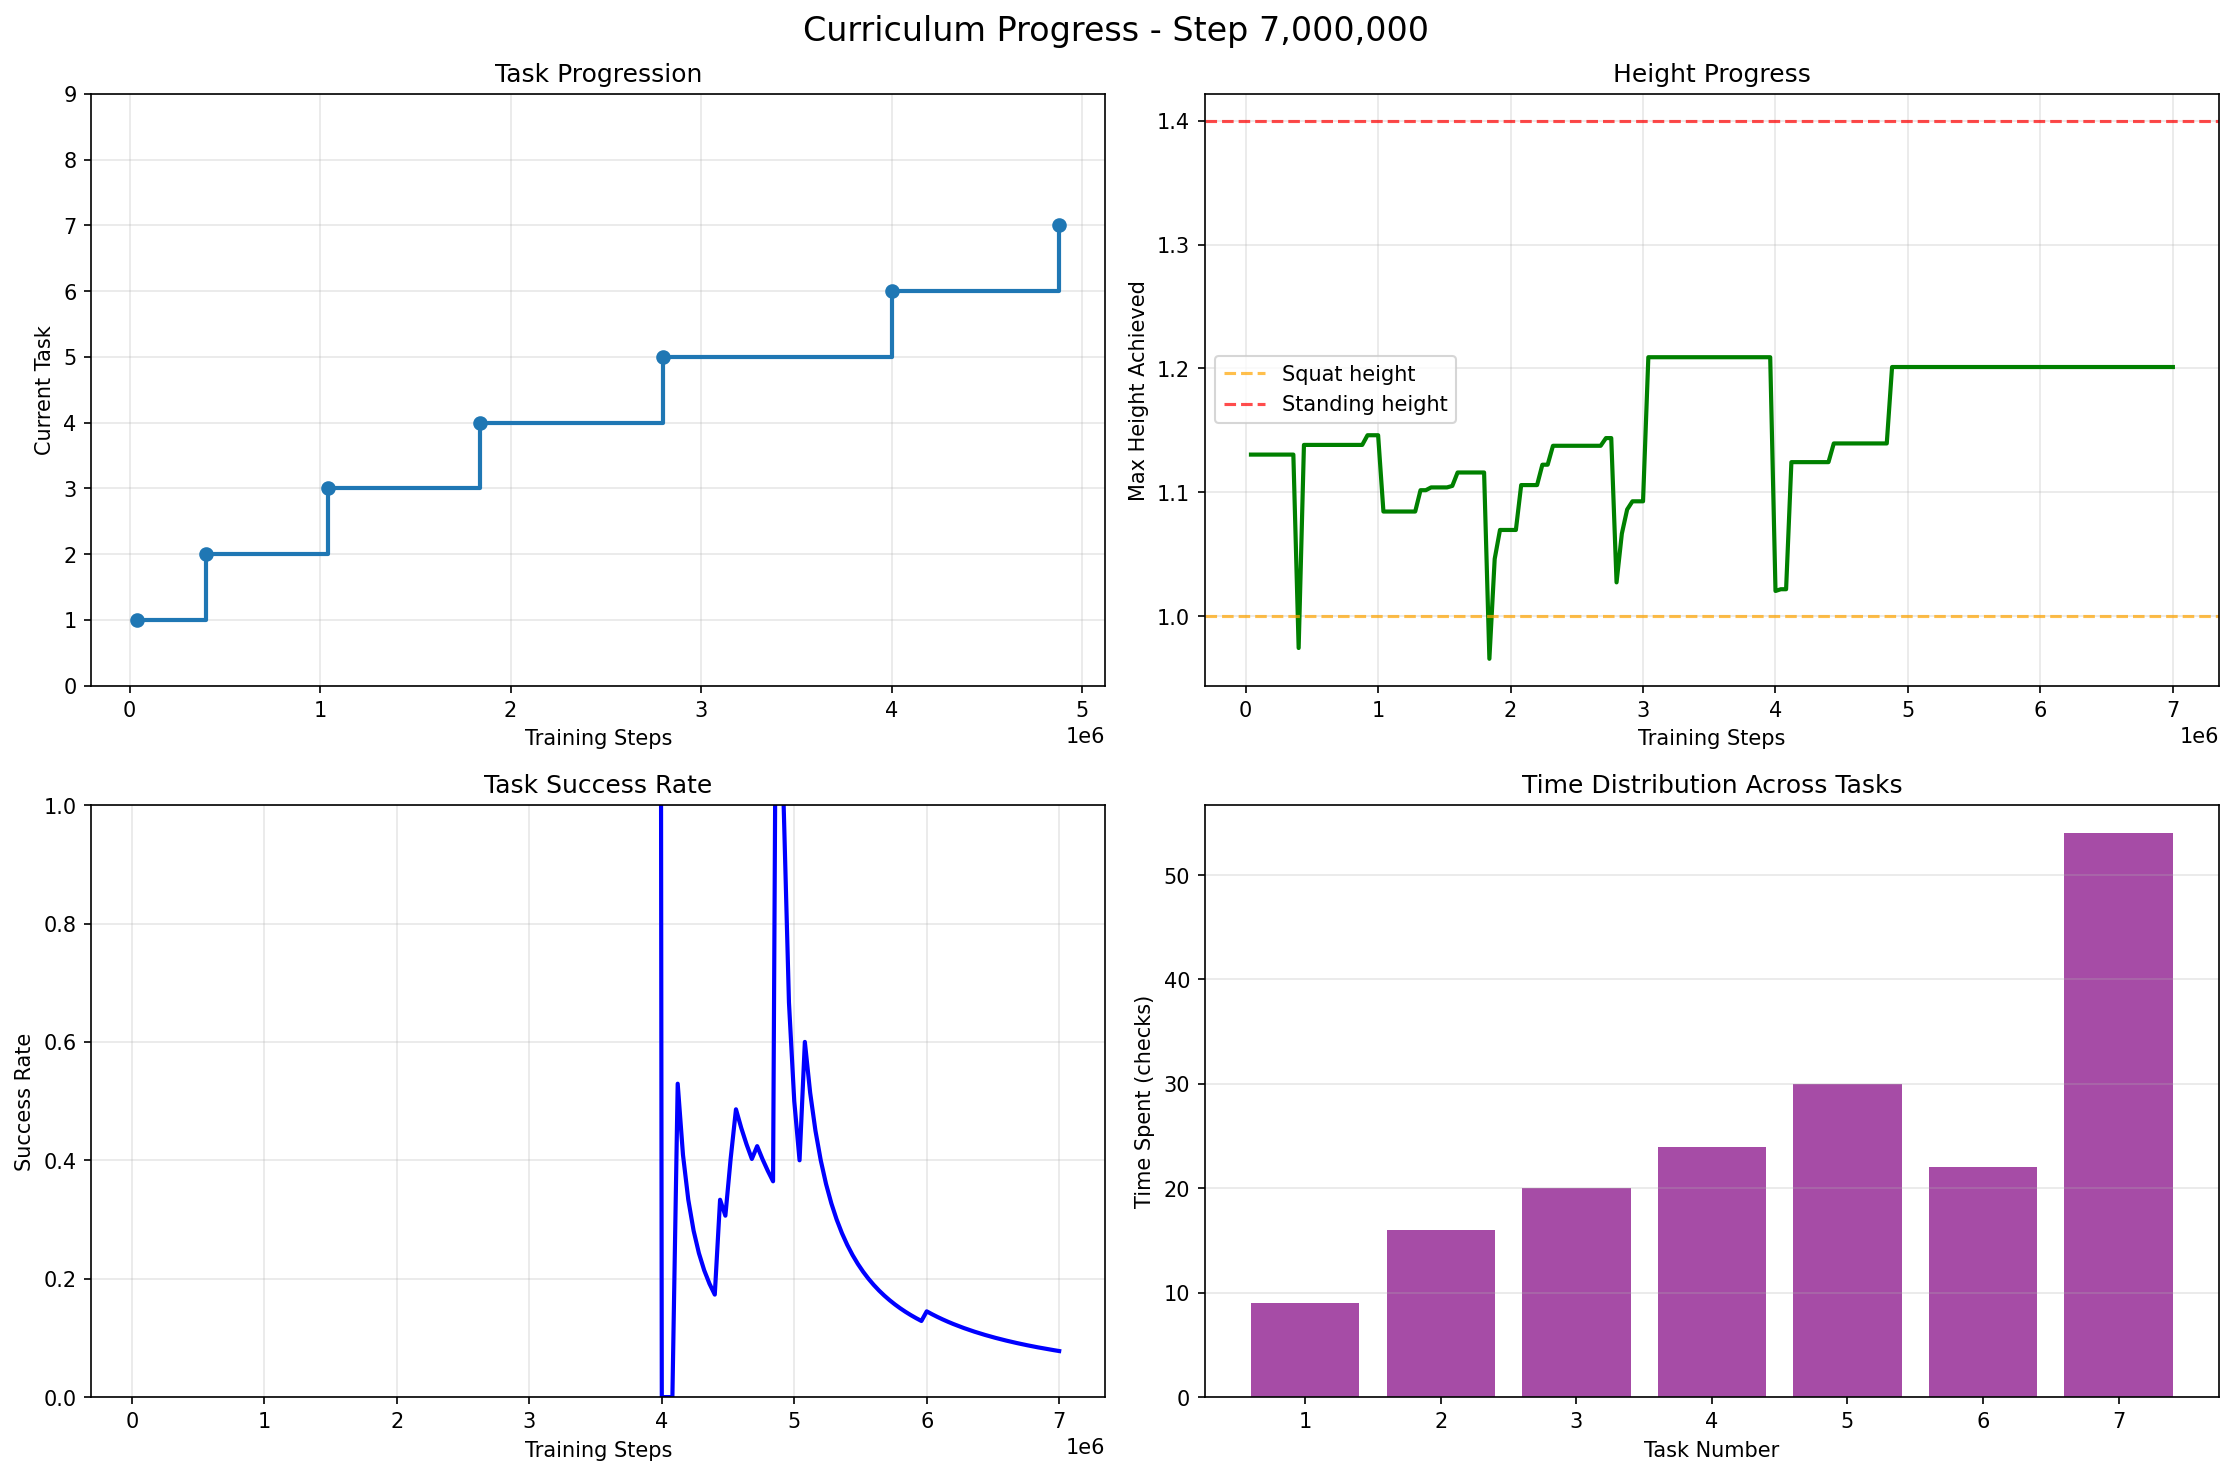 Curriculum Progress - Step 7,000,000
Task Progression
9
8
7
6
5
4
3
2
1
0
Current Task
0 1 2 3 4 5
1e6
Training Steps
Height Progress
1.4
1.3
1.2
1.1
1.0
Max Height Achieved
Squat height
Standing height
0 1 2 3 4 5 6 7
1e6
Training Steps
Task Success Rate
1.0
0.8
0.6
0.4
0.2
0.0
Success Rate
0 1 2 3 4 5 6 7
1e6
Training Steps
Time Distribution Across Tasks
50
40
30
20
10
0
Time Spent (checks)
1 2 3 4 5 6 7
Task Number